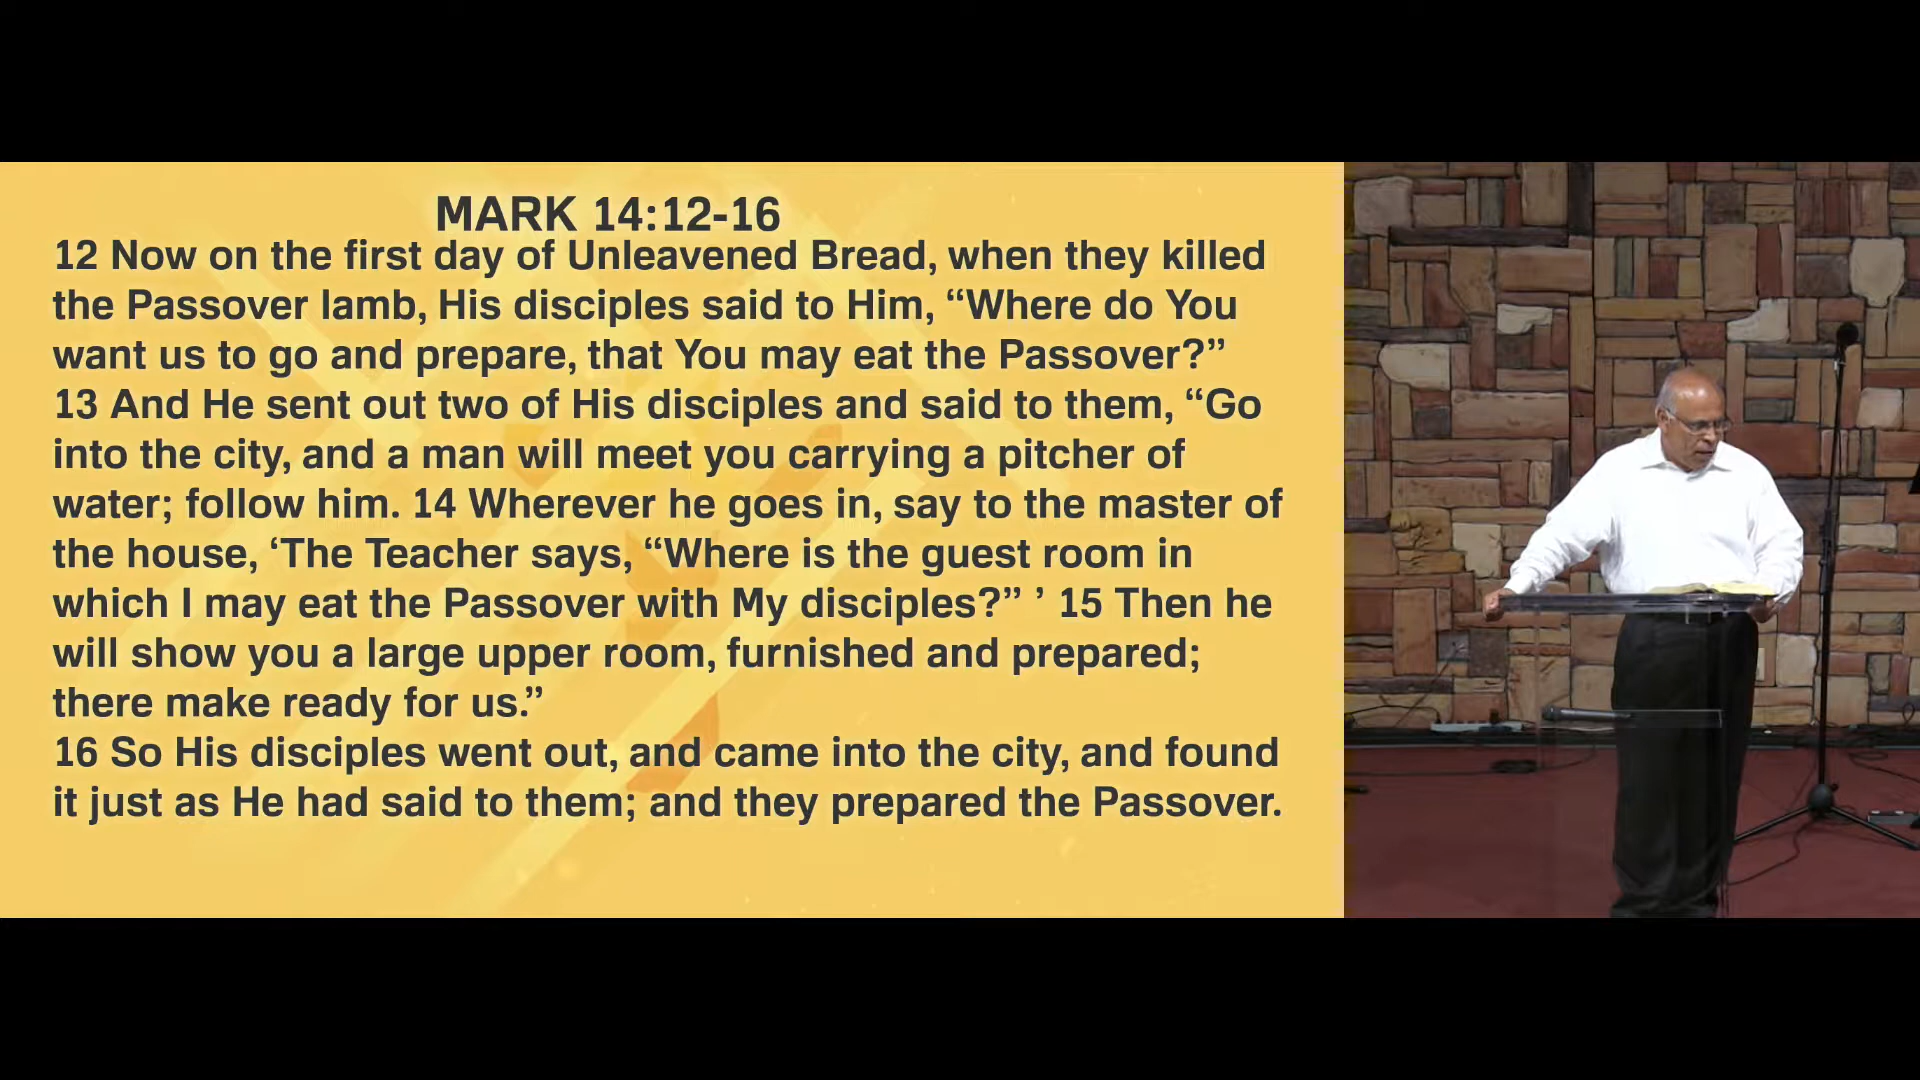 MARK 14:12-16
12 Now on the first day of Unleavened Bread, when they killed
the Passover lamb, His disciples said to Him, “Where do You
want us to go and prepare, that You may eat the Passover?”
13 And He sent out two of His disciples and said to them, “Go
into the city, and a man will meet you carrying a pitcher of
water; follow him. 14 Wherever he goes in, say to the master of
the house, ‘The Teacher says, “Where is the guest room in
which I may eat the Passover with My disciples?” ’ 15 Then he
will show you a large upper room, furnished and prepared;
there make ready for us.”
16 So His disciples went out, and came into the city, and found
it just as He had said to them; and they prepared the Passover.